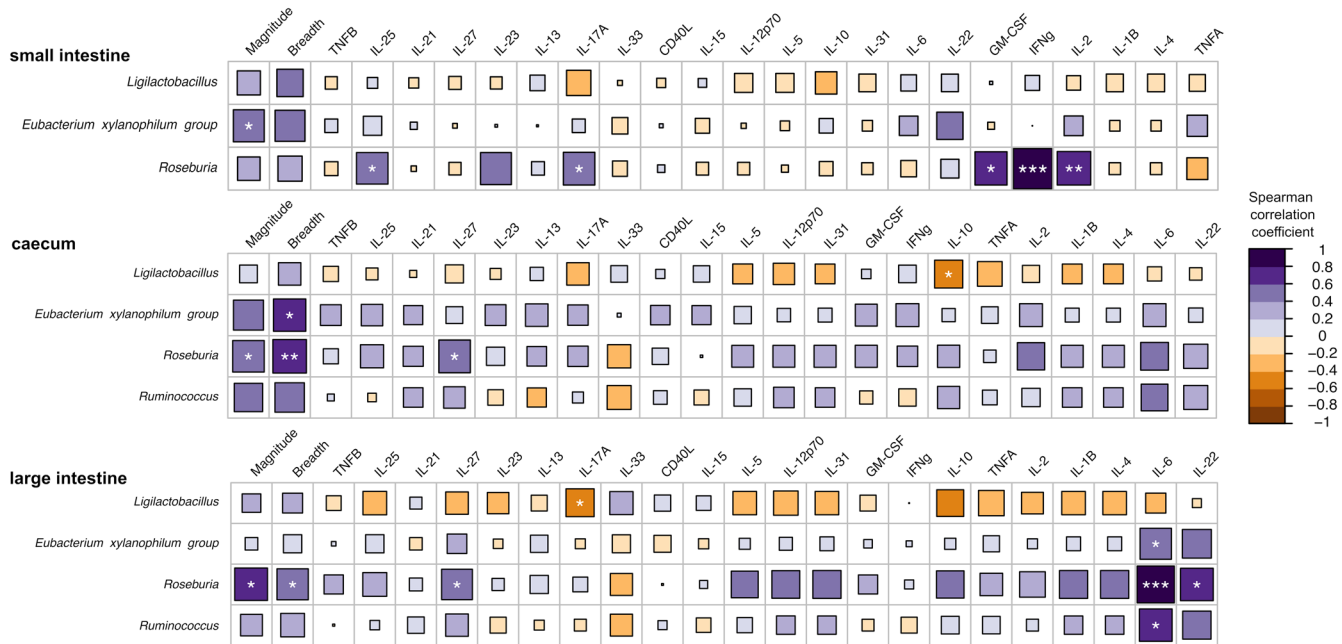 small intestine
Magnitude Breadth TNFB IL-25 IL-21 IL-27 IL-23 IL-13 IL-17A IL-33 CD40L IL-15 IL-12p70 IL-5 IL-10 IL-31 IL-6 IL-22 GM-CSF IFNg IL-2 IL-1B IL-4 TNFA
Ligilactobacillus
Eubacterium xylanophilum group
*
Roseburia
* * * *** **
caecum
Magnitude Breadth TNFB IL-25 IL-21 IL-27 IL-23 IL-13 IL-17A IL-33 CD40L IL-15 IL-5 IL-12p70 IL-31 GM-CSF IFNg IL-10 TNFA IL-2 IL-1B IL-4 IL-6 IL-22
Ligilactobacillus
*
Eubacterium xylanophilum group
*
Roseburia
* ** *
Ruminococcus
large intestine
Magnitude Breadth TNFB IL-25 IL-21 IL-27 IL-23 IL-13 IL-17A IL-33 CD40L IL-15 IL-5 IL-12p70 IL-31 GM-CSF IFNg IL-10 TNFA IL-2 IL-1B IL-4 IL-6 IL-22
Ligilactobacillus
*
Eubacterium xylanophilum group
*
Roseburia
* * * *** *
Ruminococcus
*
Spearman
correlation
coefficient
1
0.8
0.6
0.4
0.2
0
−0.2
−0.4
−0.6
−0.8
−1